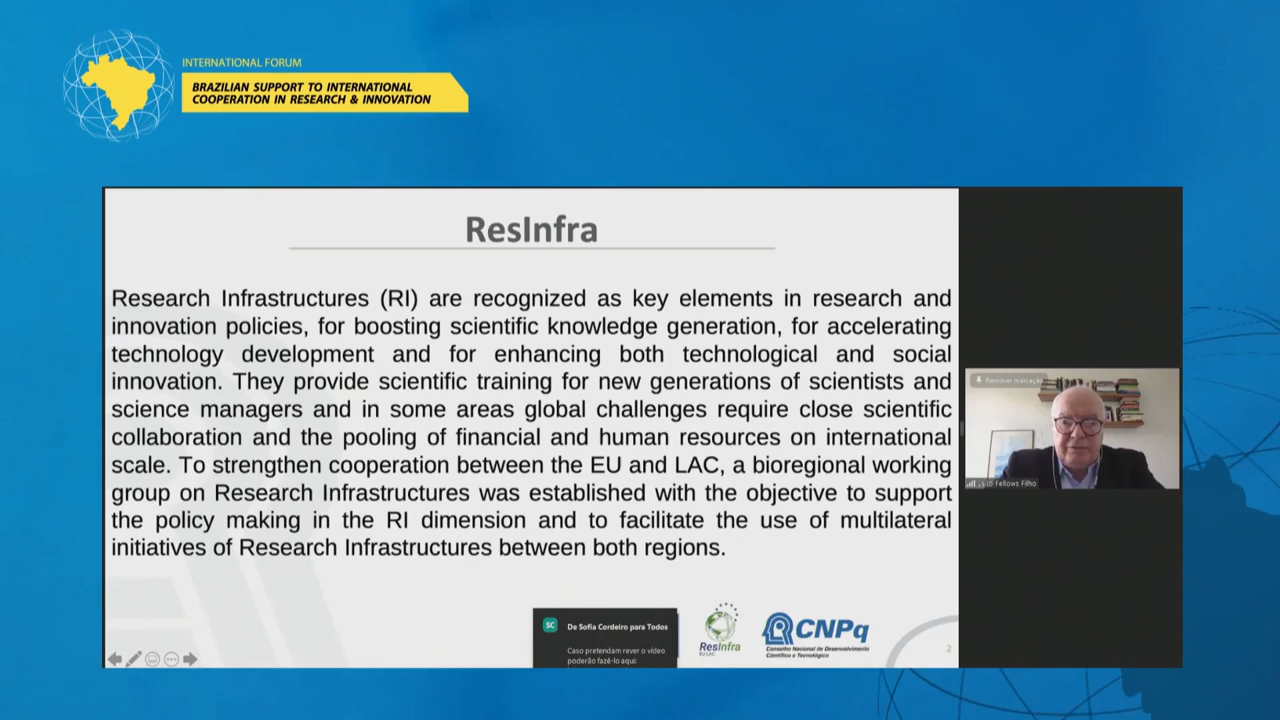 INTERNATIONAL FORUM
BRAZILIAN SUPPORT TO INTERNATIONAL
COOPERATION IN RESEARCH & INNOVATION
ResInfra
Research Infrastructures (RI) are recognized as key elements in research and
innovation policies, for boosting scientific knowledge generation, for accelerating
technology development and for enhancing both technological and social
innovation. They provide scientific training for new generations of scientists and
science managers and in some areas global challenges require close scientific
collaboration and the pooling of financial and human resources on international
scale. To strengthen cooperation between the EU and LAC, a bioregional working
group on Research Infrastructures was established with the objective to support
the policy making in the RI dimension and to facilitate the use of multilateral
initiatives of Research Infrastructures between both regions.
Remover marcação
Fellows Filho
SC
De Sofia Cordeiro para Todos
Caso pretendam rever o vídeo
poderão fazê-lo aqui:
ResInfra
EU-LAC
CNPq
Conselho Nacional de Desenvolvimento
Científico e Tecnológico
2